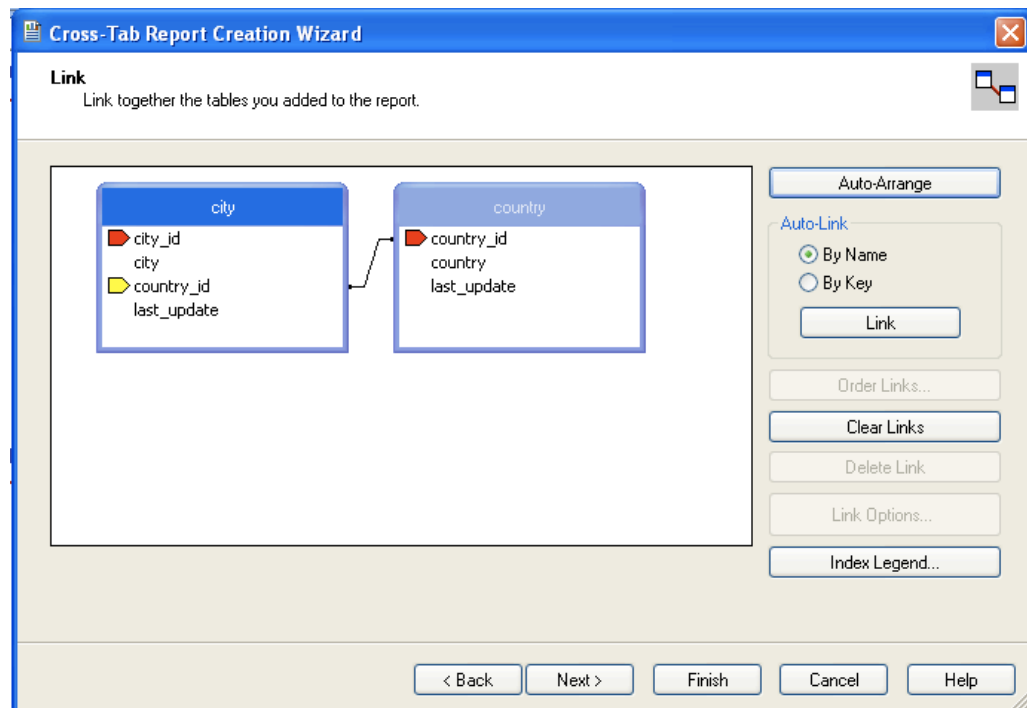 Cross-Tab Report Creation Wizard
Link
Link together the tables you added to the report.
city
city_id
city
country_id
last_update
country
country_id
country
last_update
Auto-Arrange
Auto-Link
By Name
By Key
Link
Order Links...
Clear Links
Delete Link
Link Options...
Index Legend...
< Back
Next >
Finish
Cancel
Help